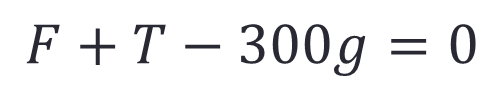 F + T − 300g = 0